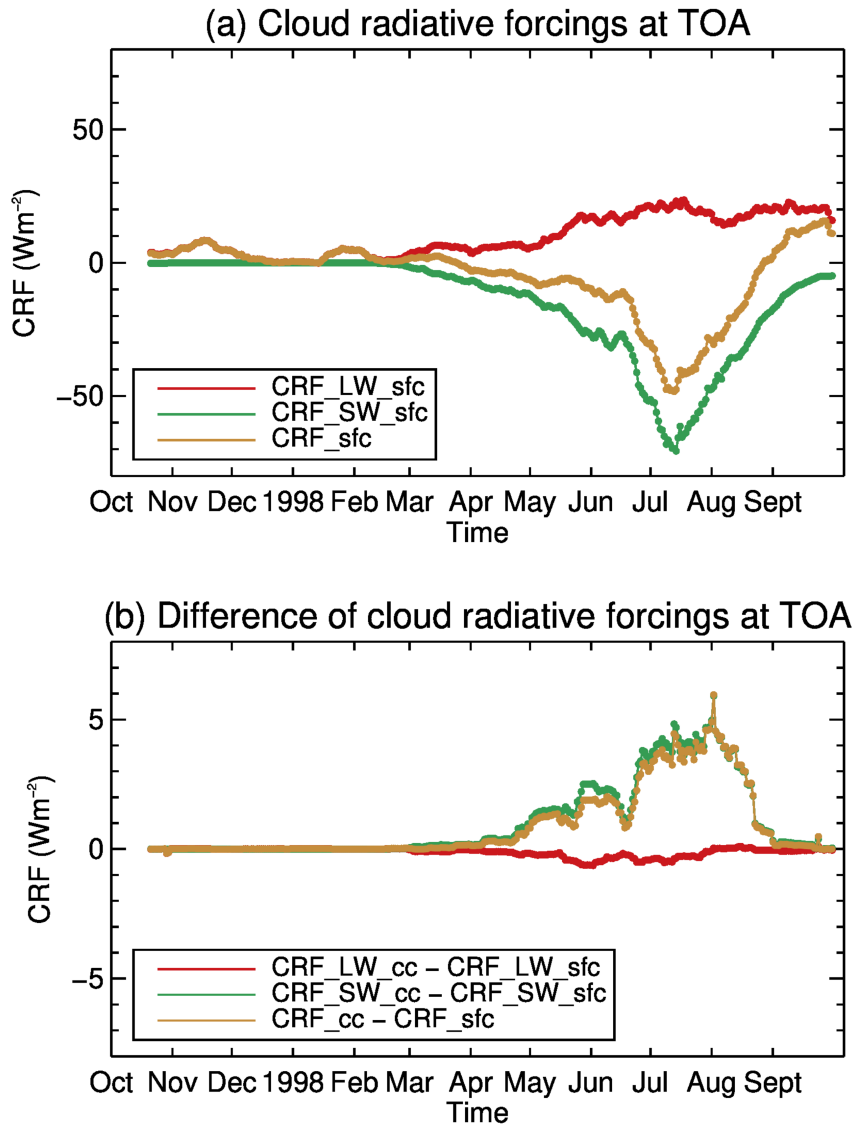 (a) Cloud radiative forcings at TOA
CRF (Wm⁻²)
50
0
−50
CRF_LW_sfc
CRF_SW_sfc
CRF_sfc
Oct Nov Dec 1998 Feb Mar Apr May Jun Jul Aug Sept
Time
(b) Difference of cloud radiative forcings at TOA
CRF (Wm⁻²)
5
0
−5
CRF_LW_cc − CRF_LW_sfc
CRF_SW_cc − CRF_SW_sfc
CRF_cc − CRF_sfc
Oct Nov Dec 1998 Feb Mar Apr May Jun Jul Aug Sept
Time